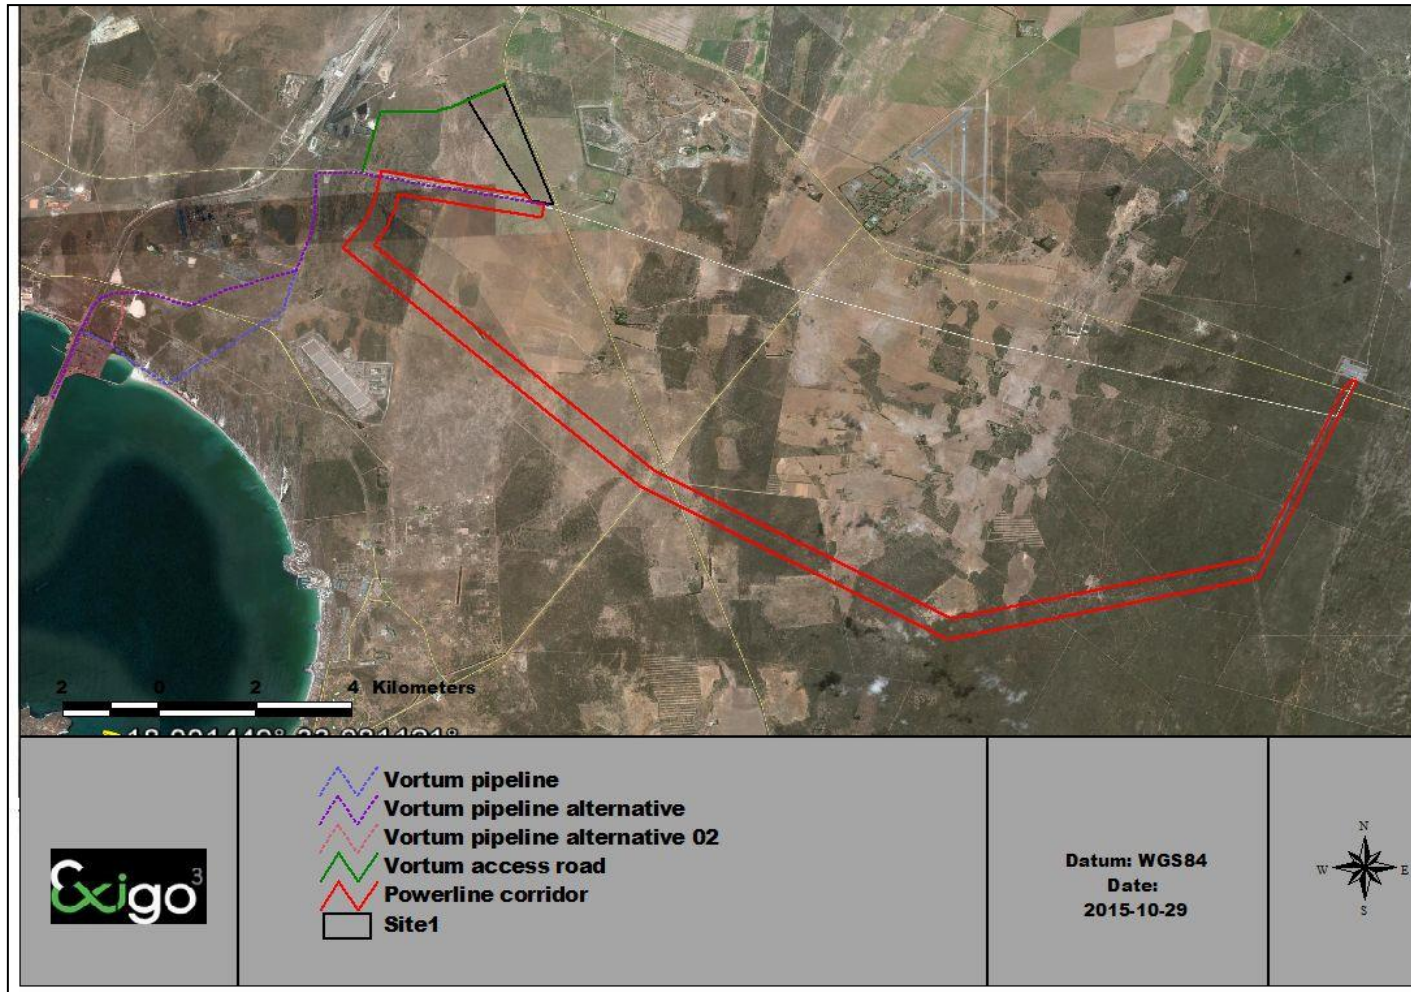 2 0 2 4 Kilometers
Vortum pipeline
Vortum pipeline alternative
Vortum pipeline alternative 02
Vortum access road
Powerline corridor
Site1
Exigo3
Datum: WGS84
Date:
2015-10-29
N
W E
S